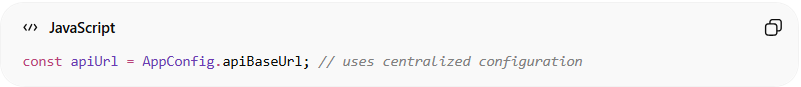 </> JavaScript
const apiUrl = AppConfig.apiBaseUrl; // uses centralized configuration